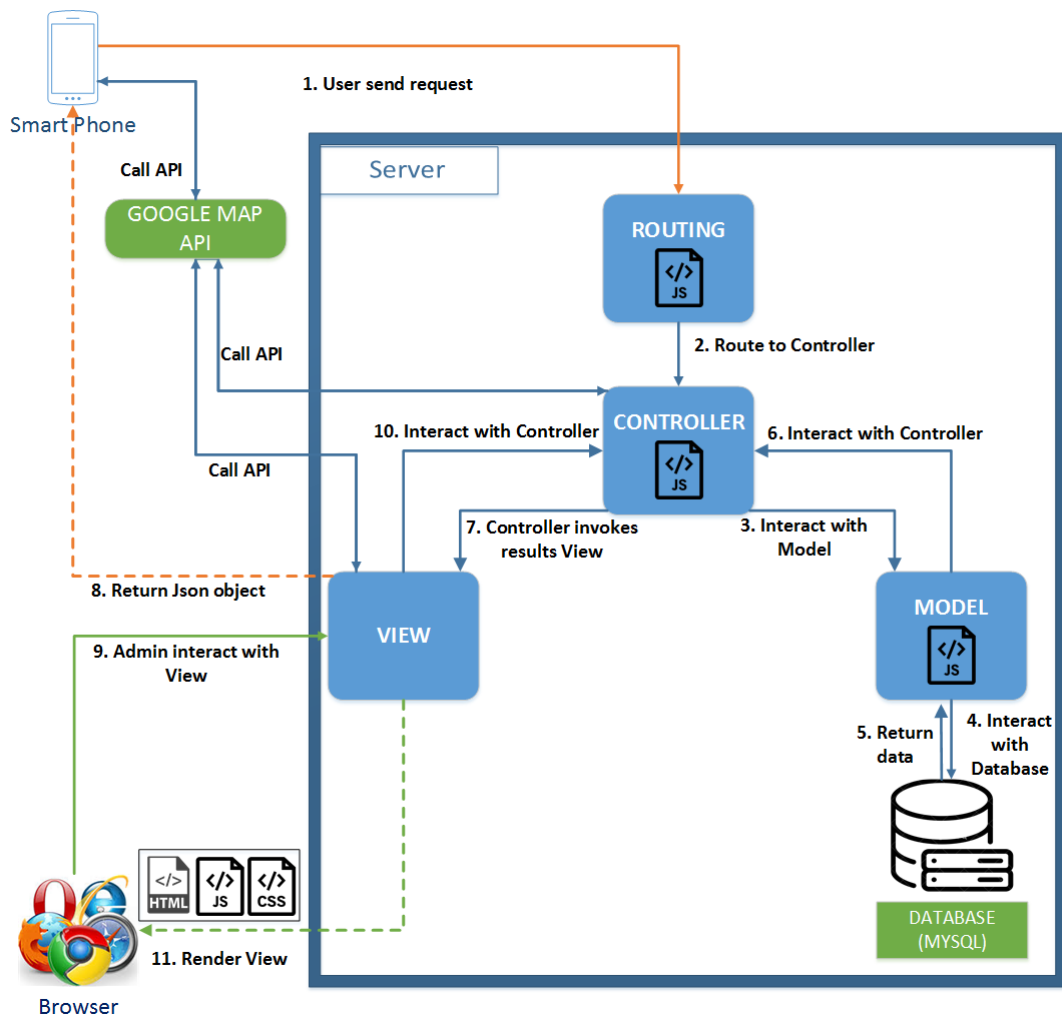 1. User send request
Smart Phone
Call API
Server
GOOGLE MAP
API
ROUTING
</>
JS
2. Route to Controller
Call API
CONTROLLER
</>
JS
10. Interact with Controller
6. Interact with Controller
Call API
7. Controller invokes
results View
3. Interact with
Model
8. Return Json object
VIEW
MODEL
</>
JS
9. Admin interact with
View
5. Return
data
4. Interact
with
Database
</>
HTML
</>
JS
</>
CSS
DATABASE
(MYSQL)
11. Render View
Browser